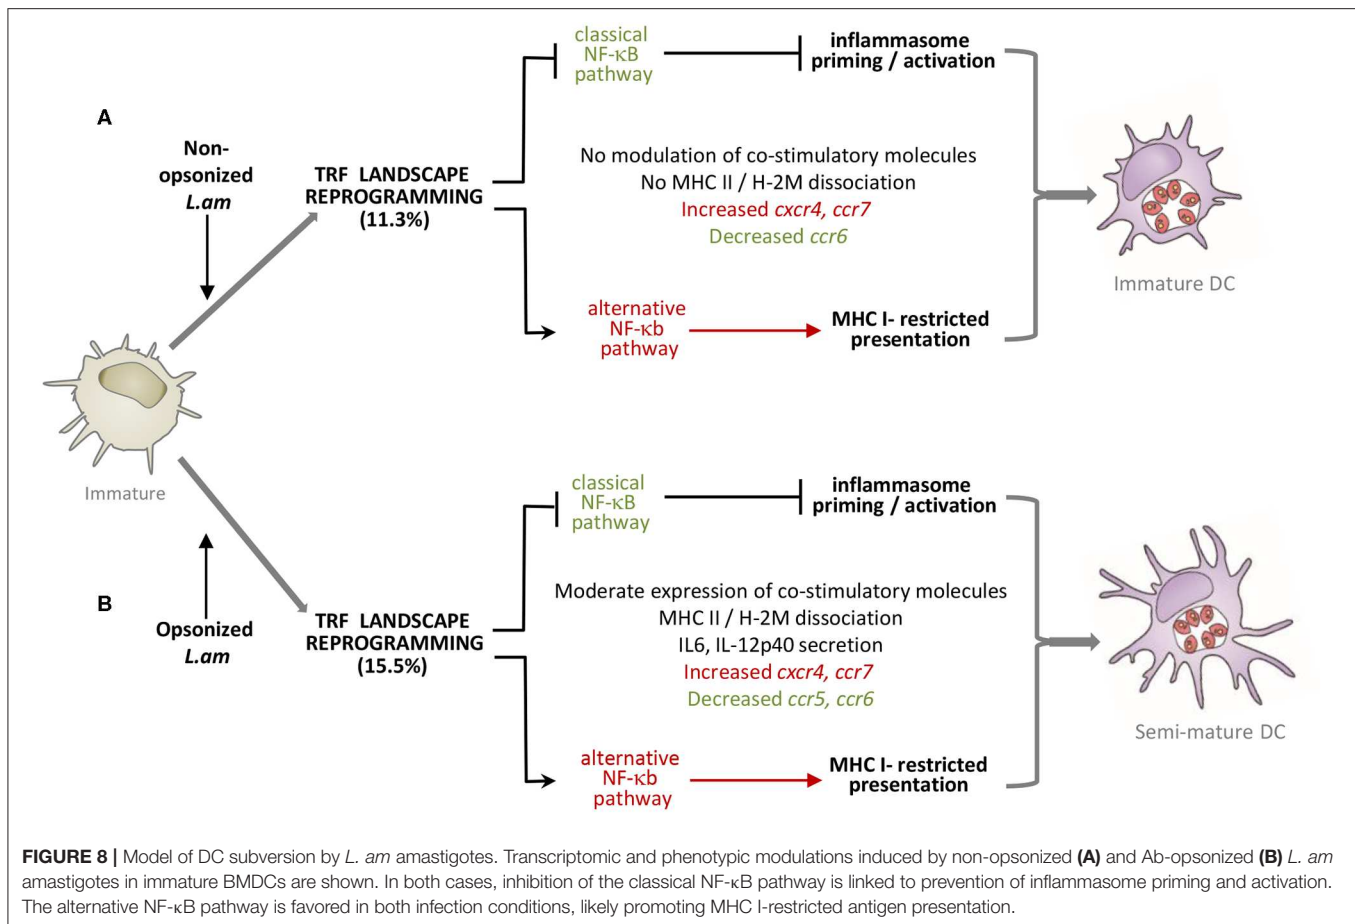 A
Non-
opsonized
L.am
TRF LANDSCAPE
REPROGRAMMING
(11.3%)
classical
NF-κB
pathway
inflammasome
priming / activation
No modulation of co-stimulatory molecules
No MHC II / H-2M dissociation
Increased cxcr4, ccr7
Decreased ccr6
alternative
NF-κb
pathway
MHC I- restricted
presentation
Immature DC
Immature
B
Opsonized
L.am
TRF LANDSCAPE
REPROGRAMMING
(15.5%)
classical
NF-κB
pathway
inflammasome
priming / activation
Moderate expression of co-stimulatory molecules
MHC II / H-2M dissociation
IL6, IL-12p40 secretion
Increased cxcr4, ccr7
Decreased ccr5, ccr6
alternative
NF-κb
pathway
MHC I- restricted
presentation
Semi-mature DC
FIGURE 8 | Model of DC subversion by L. am amastigotes. Transcriptomic and phenotypic modulations induced by non-opsonized (A) and Ab-opsonized (B) L. am
amastigotes in immature BMDCs are shown. In both cases, inhibition of the classical NF-κB pathway is linked to prevention of inflammasome priming and activation.
The alternative NF-κB pathway is favored in both infection conditions, likely promoting MHC I-restricted antigen presentation.